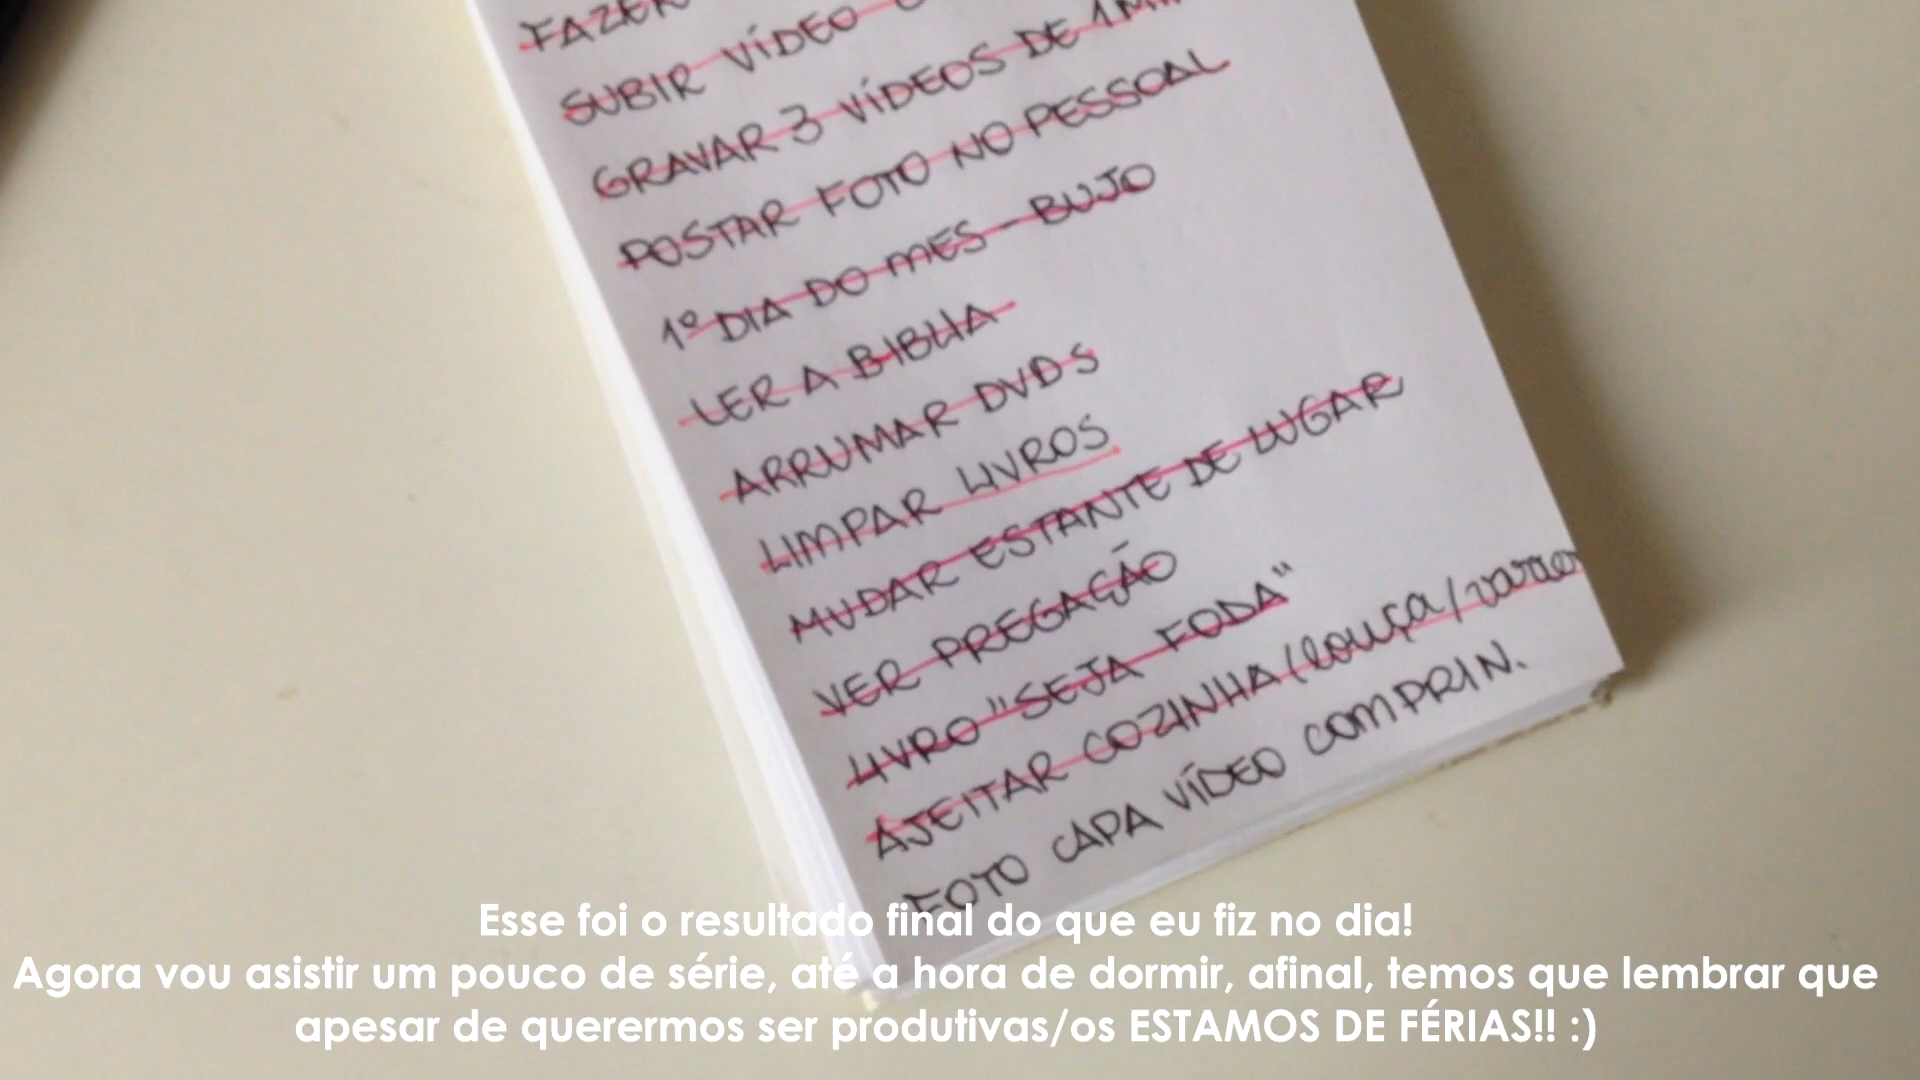 FAZER
SUBIR VÍDEO
GRAVAR 3 VÍDEOS DE 1MIN
POSTAR FOTO NO PESSOAL
1º DIA DO MES - BUJO
LER A BIBLIA
ARRUMAR DVDS
LIMPAR LIVROS
MUDAR ESTANTE DE LUGAR
VER PREGAÇÃO
LIVRO "SEJA FODA"
AJEITAR COZINHA (louça/varrer
FOTO CAPA VÍDEO COMPRIN.
Esse foi o resultado final do que eu fiz no dia!
Agora vou asistir um pouco de série, até a hora de dormir, afinal, temos que lembrar que
apesar de querermos ser produtivas/os ESTAMOS DE FÉRIAS!! :)